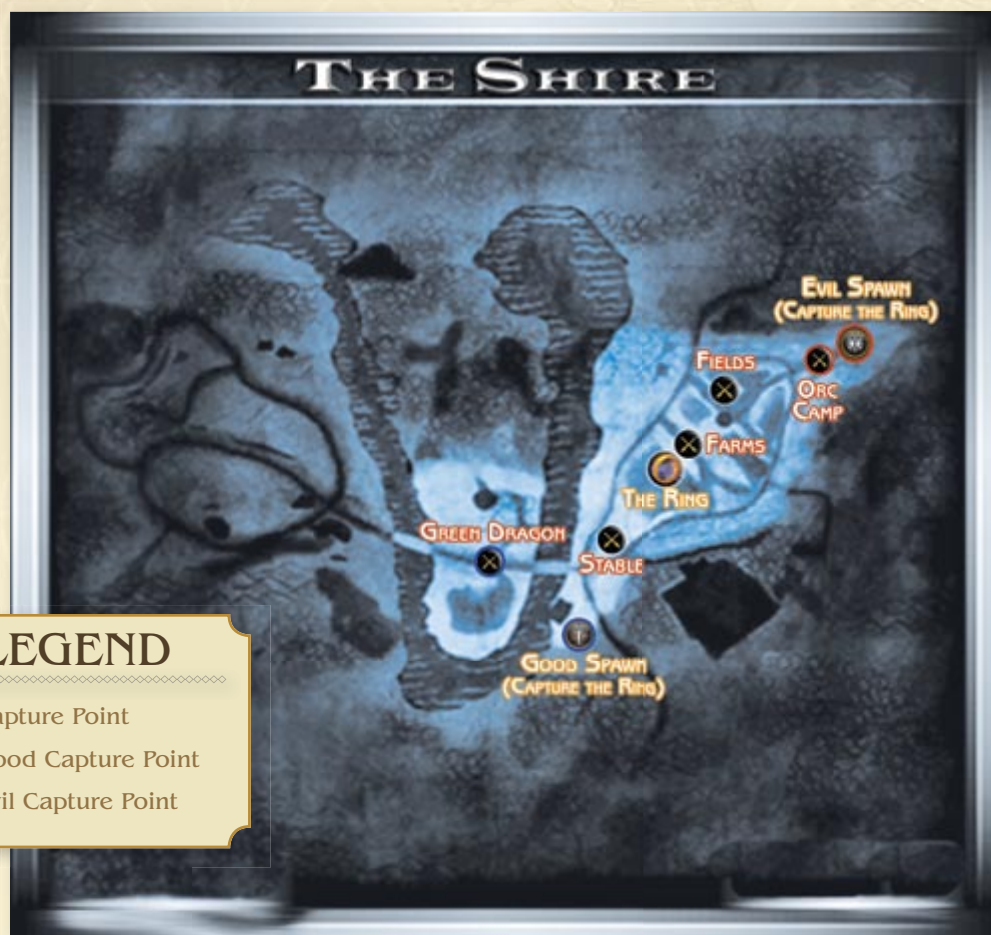 THE SHIRE
EVIL SPAWN
(CAPTURE THE RING)
FIELDS
ORC
CAMP
FARMS
THE RING
GREEN DRAGON
STABLE
GOOD SPAWN
(CAPTURE THE RING)
LEGEND
apture Point
ood Capture Point
vil Capture Point